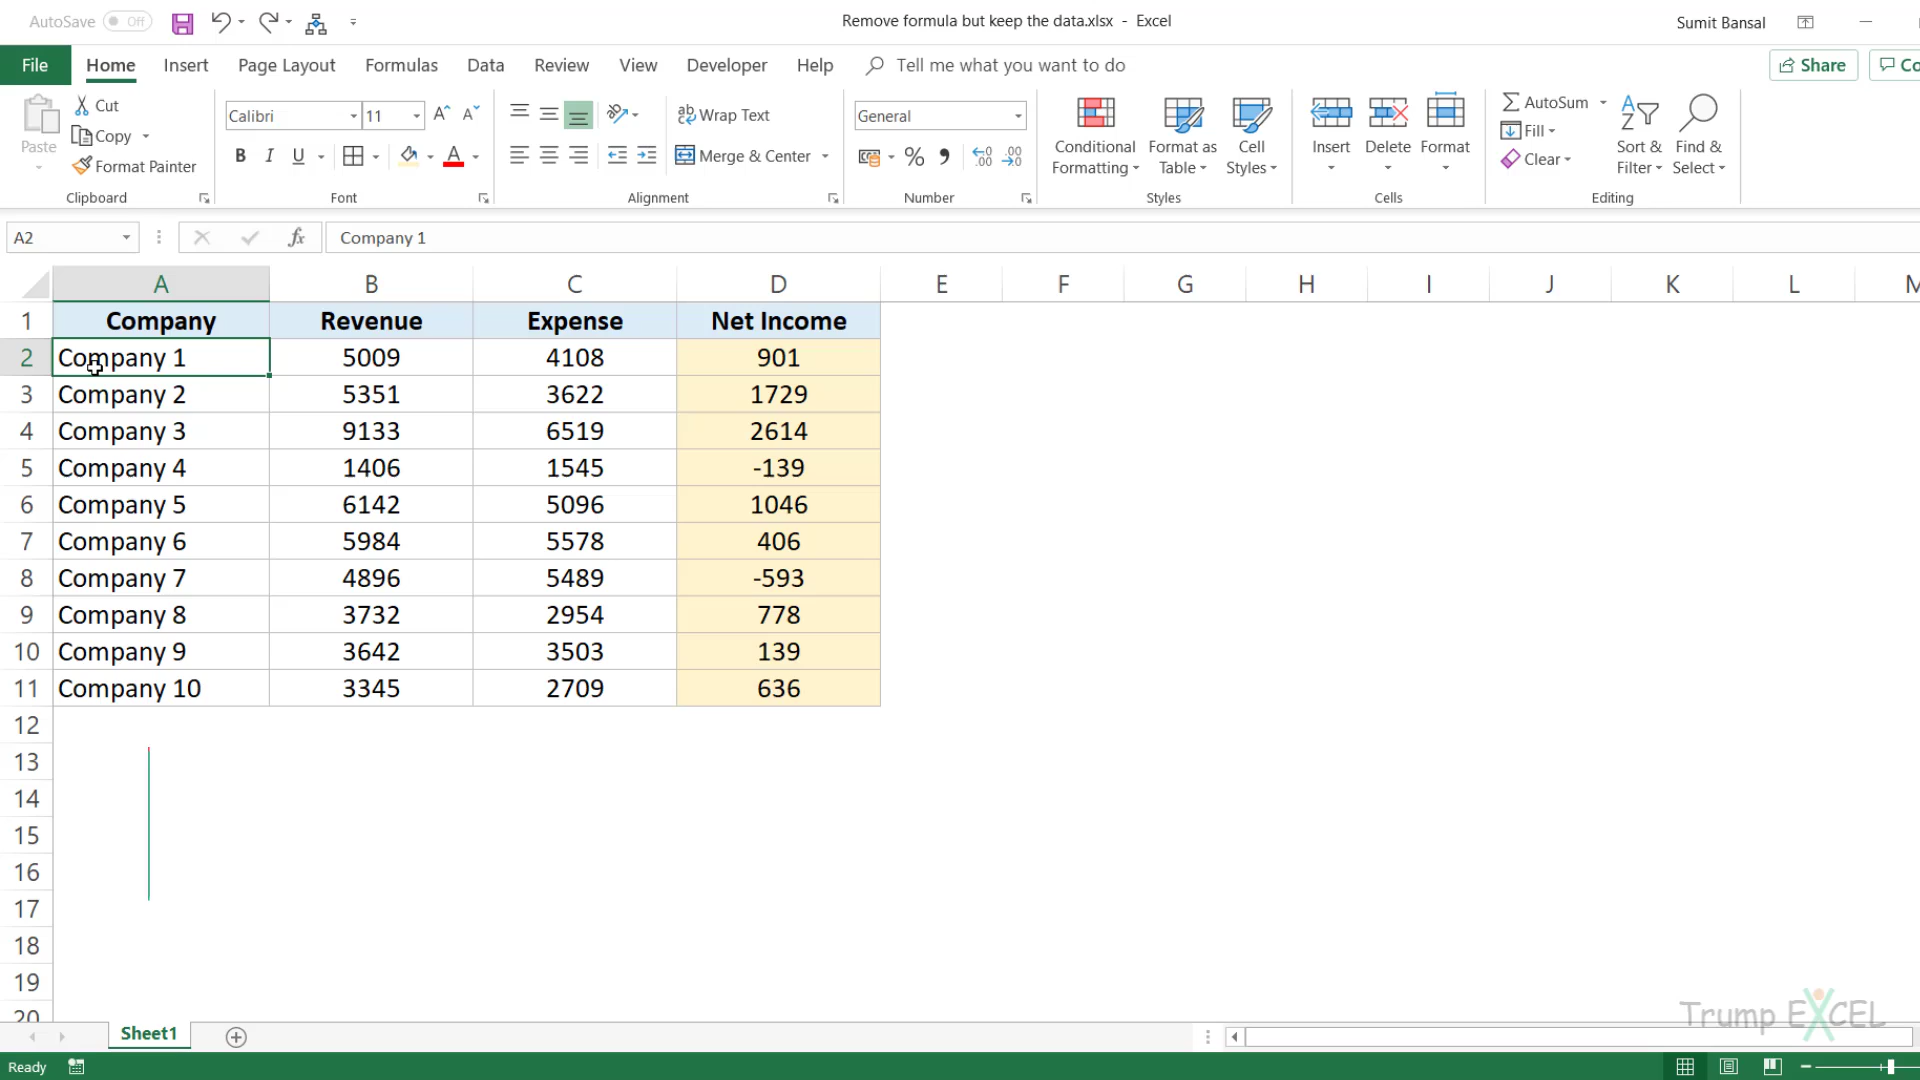 AutoSave Off
Remove formula but keep the data.xlsx - Excel
Sumit Bansal
File Home Insert Page Layout Formulas Data Review View Developer Help Tell me what you want to do Share Co
Paste
Cut
Copy
Format Painter
Clipboard
Calibri 11
B I U
Font
Wrap Text
Merge & Center
Alignment
General
Number
Conditional Formatting
Format as Table
Cell Styles
Styles
Insert
Delete
Format
Cells
AutoSum
Fill
Clear
Sort & Filter
Find & Select
Editing
A2 fx Company 1
A B C D E F G H I J K L M
1 Company Revenue Expense Net Income
2 Company 1 5009 4108 901
3 Company 2 5351 3622 1729
4 Company 3 9133 6519 2614
5 Company 4 1406 1545 -139
6 Company 5 6142 5096 1046
7 Company 6 5984 5578 406
8 Company 7 4896 5489 -593
9 Company 8 3732 2954 778
10 Company 9 3642 3503 139
11 Company 10 3345 2709 636
12
13
14
15
16
17
18
19
20
Trump EXCEL
Sheet1
Ready